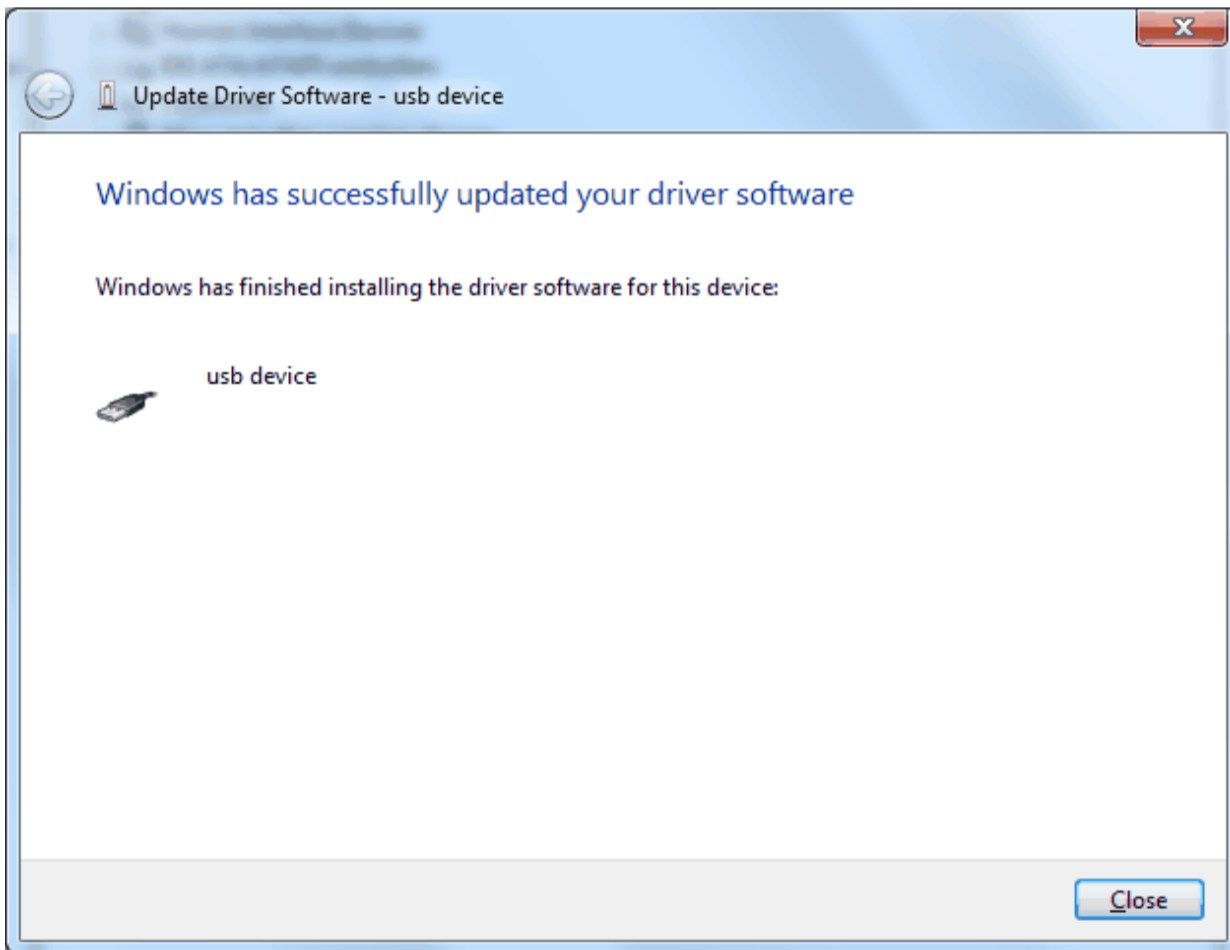 Update Driver Software - usb device
Windows has successfully updated your driver software
Windows has finished installing the driver software for this device:
usb device
Close